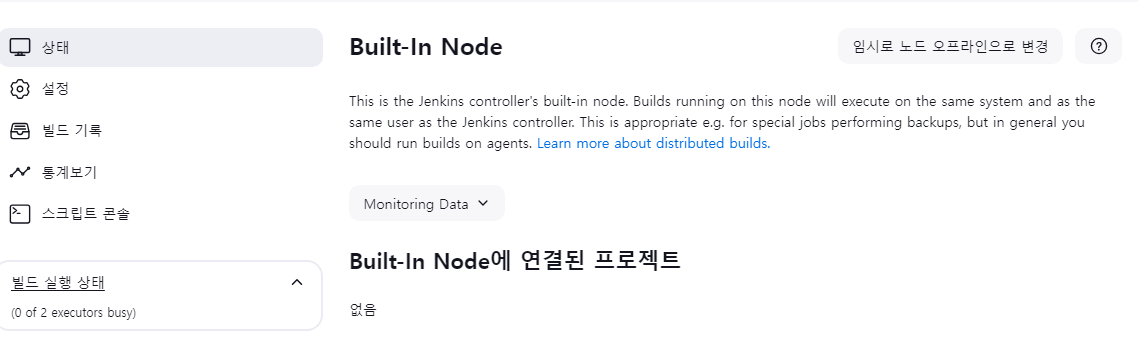 상태
설정
빌드 기록
통계보기
스크립트 콘솔
빌드 실행 상태
(0 of 2 executors busy)
Built-In Node
임시로 노드 오프라인으로 변경
This is the Jenkins controller's built-in node. Builds running on this node will execute on the same system and as the
same user as the Jenkins controller. This is appropriate e.g. for special jobs performing backups, but in general you
should run builds on agents. Learn more about distributed builds.
Monitoring Data
Built-In Node에 연결된 프로젝트
없음